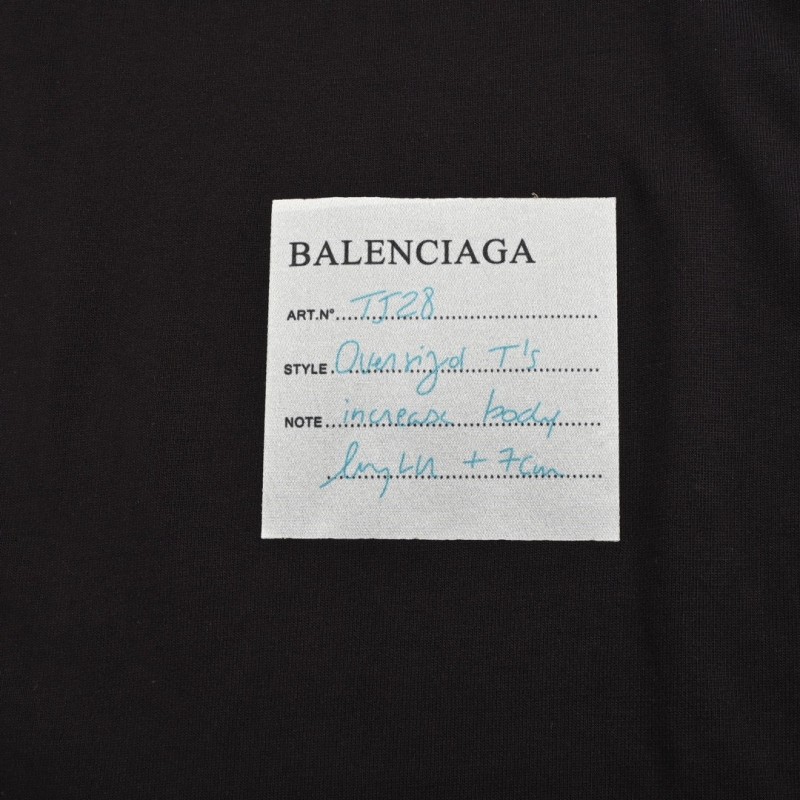 BALENCIAGA
ART.N° TJ28
STYLE Oversized T's
NOTE increase body
length + 7cm